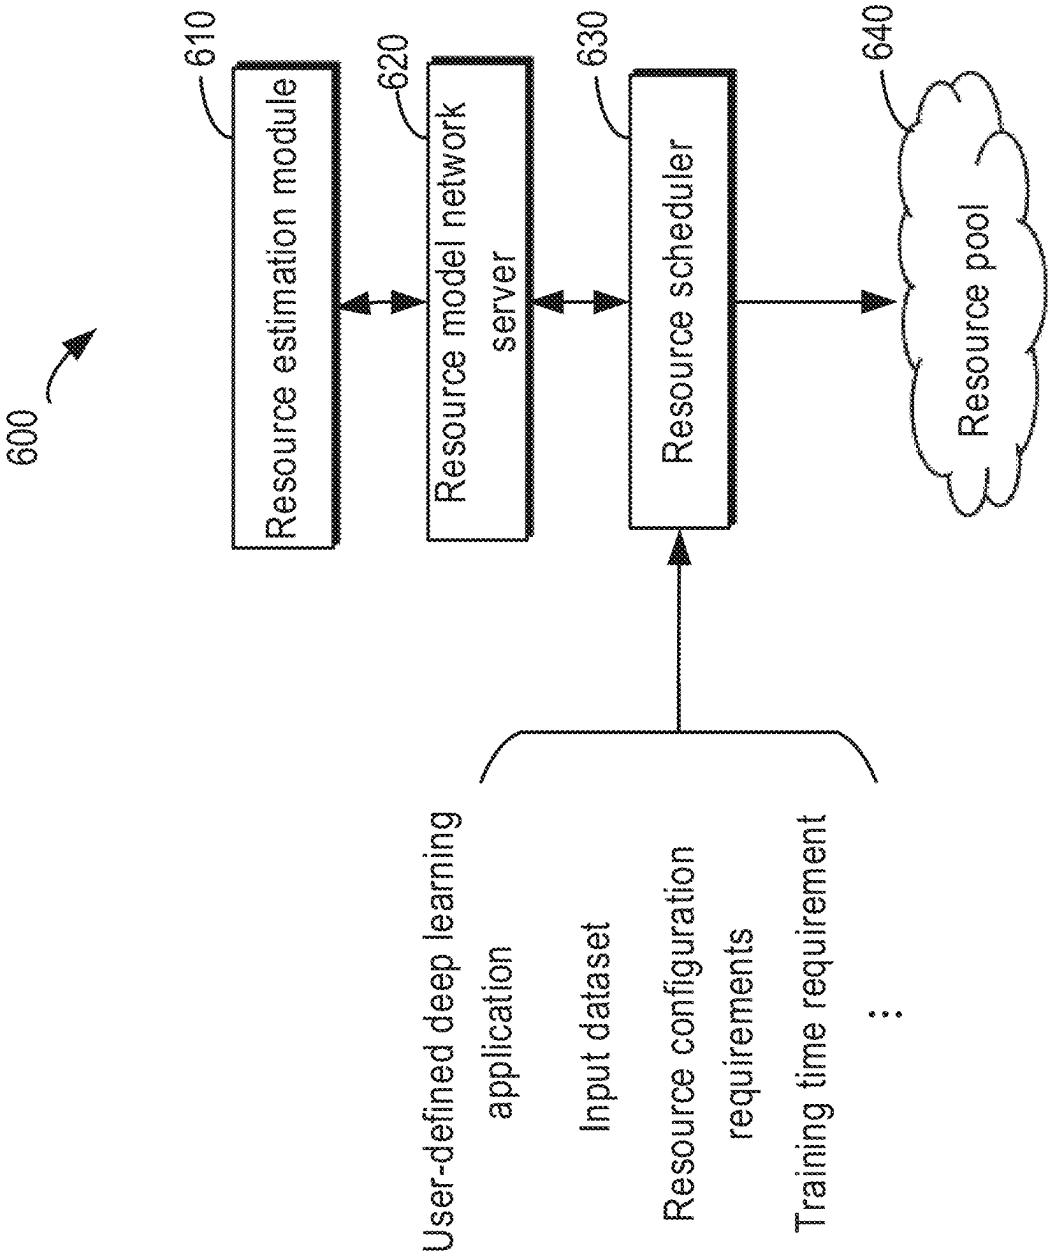 600
610
Resource estimation module
620
Resource model network
server
630
Resource scheduler
640
Resource pool
User-defined deep learning
application
Input dataset
Resource configuration
requirements
Training time requirement
...